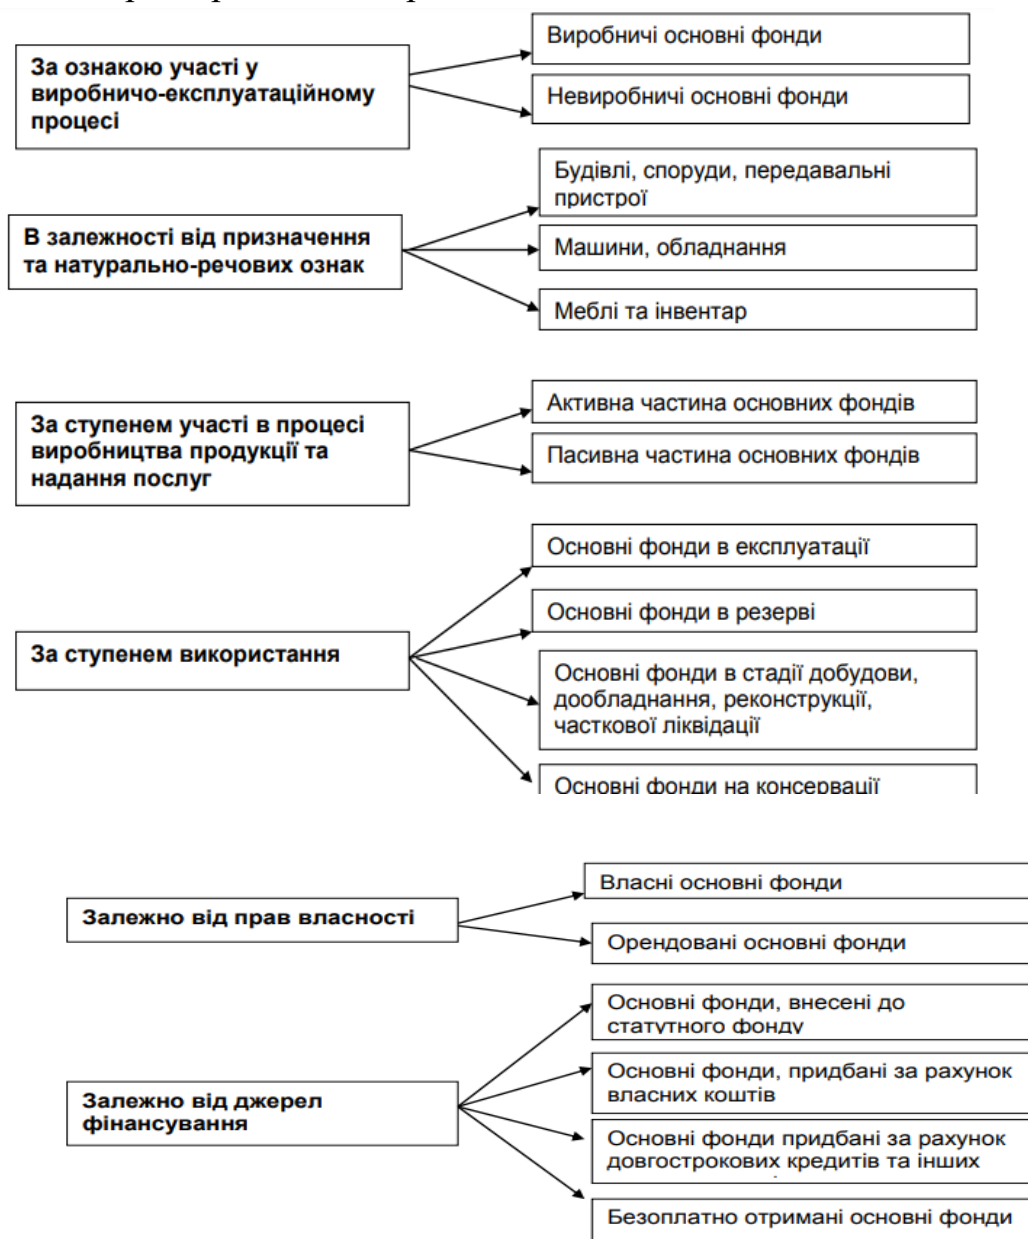 За ознакою участі у
виробничо-експлуатаційному
процесі
Виробничі основні фонди
Невиробничі основні фонди
В залежності від призначення
та натурально-речових ознак
Будівлі, споруди, передавальні
пристрої
Машини, обладнання
Меблі та інвентар
За ступенем участі в процесі
виробництва продукції та
надання послуг
Активна частина основних фондів
Пасивна частина основних фондів
За ступенем використання
Основні фонди в експлуатації
Основні фонди в резерві
Основні фонди в стадії добудови,
дообладнання, реконструкції,
часткової ліквідації
Основні фонди на консервації
Залежно від прав власності
Власні основні фонди
Орендовані основні фонди
Залежно від джерел
фінансування
Основні фонди, внесені до
статутного фонду
Основні фонди, придбані за рахунок
власних коштів
Основні фонди придбані за рахунок
довгострокових кредитів та інших
Безоплатно отримані основні фонди